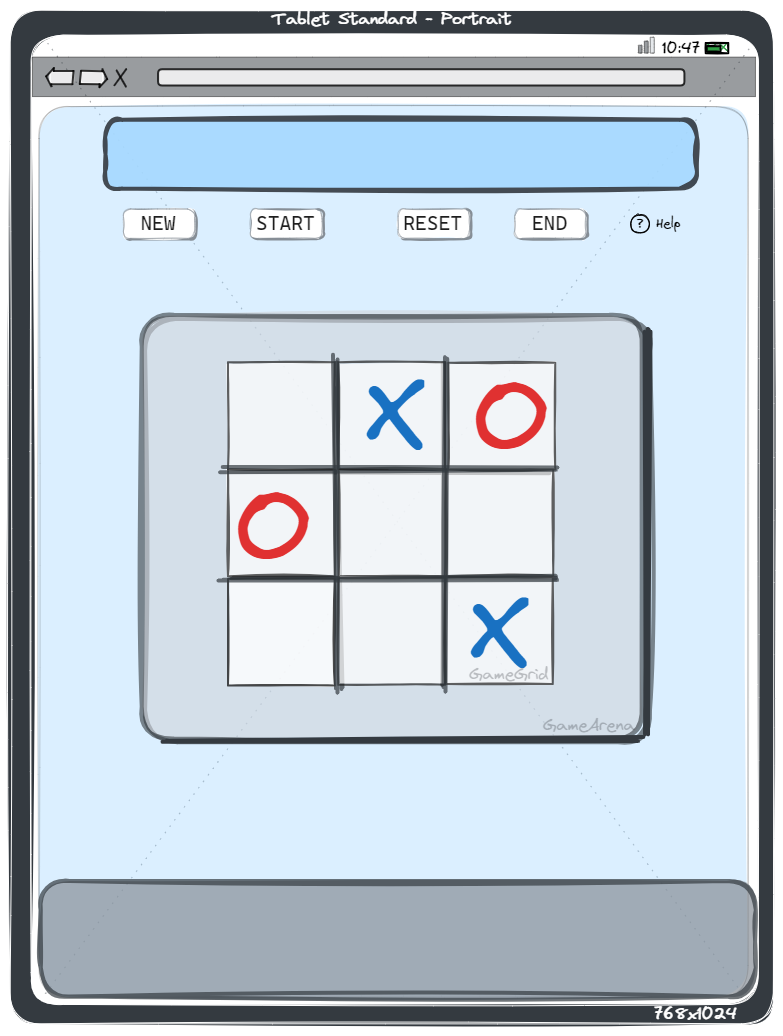 Tablet Standard - Portrait
10:47
NEW START RESET END ? Help
X O
O
X
GameGrid
GameArena
768x1024